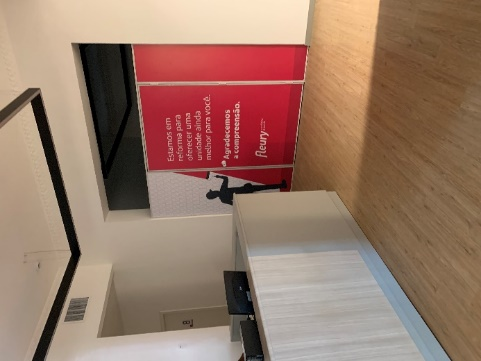 Estamos em
reforma para
oferecer uma
unidade ainda
melhor para você.
Agradecemos
a compreensão.
fleury